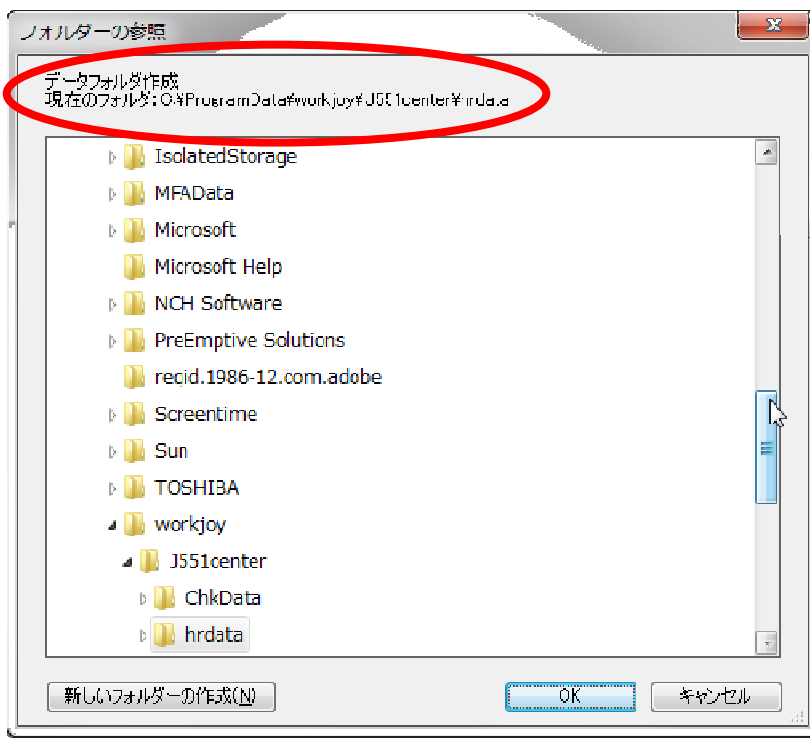 フォルダーの参照
データフォルダ作成
現在のフォルダ:C:¥ProgramData¥workjoy¥J551center¥hrdata
IsolatedStorage
MFAData
Microsoft
Microsoft Help
NCH Software
PreEmptive Solutions
regid.1986-12.com.adobe
Screentime
Sun
TOSHIBA
workjoy
J551center
ChkData
hrdata
新しいフォルダーの作成(N)
OK
キャンセル